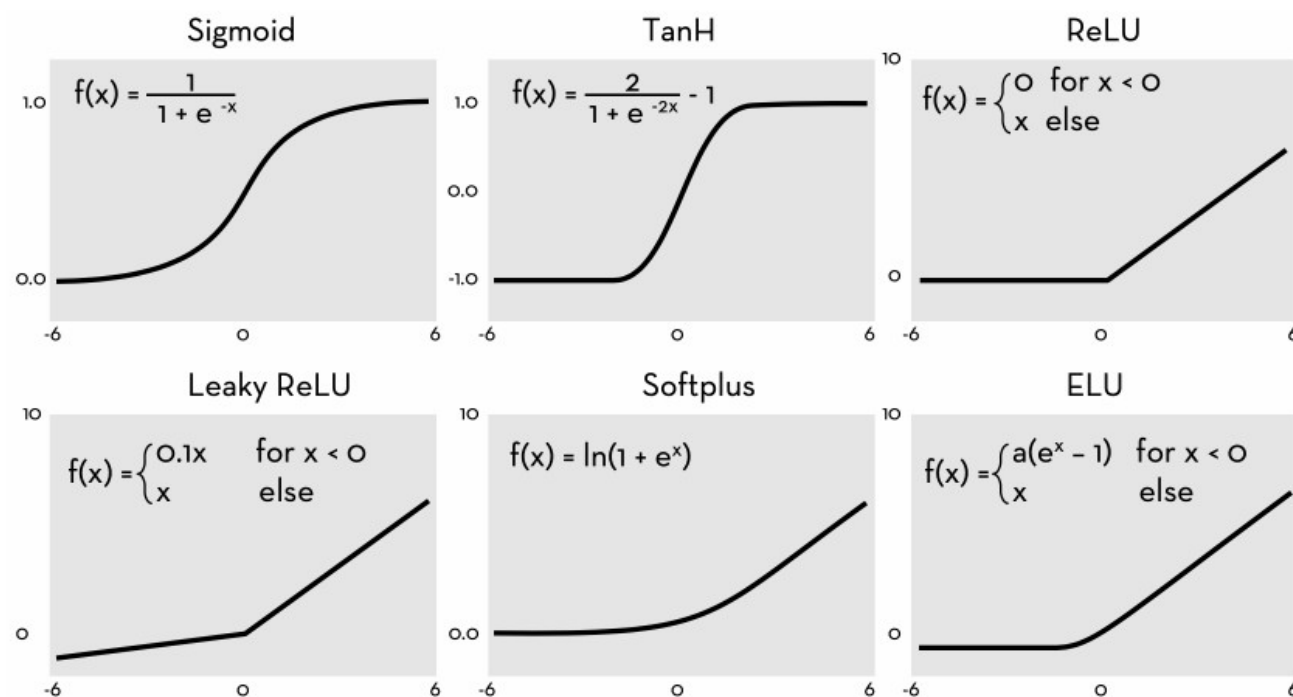 Sigmoid
f(x) = 1 / (1 + e^-x)
1.0
0.0
-6 0 6
TanH
f(x) = 2 / (1 + e^-2x) - 1
1.0
0.0
-1.0
-6 0 6
ReLU
10
f(x) = { 0 for x < 0
x else
0
-6 0 6
Leaky ReLU
10
f(x) = { 0.1x for x < 0
x else
0
-6 0 6
Softplus
10
f(x) = ln(1 + e^x)
0.0
-6 0 6
ELU
10
f(x) = { a(e^x – 1) for x < 0
x else
0
-6 0 6